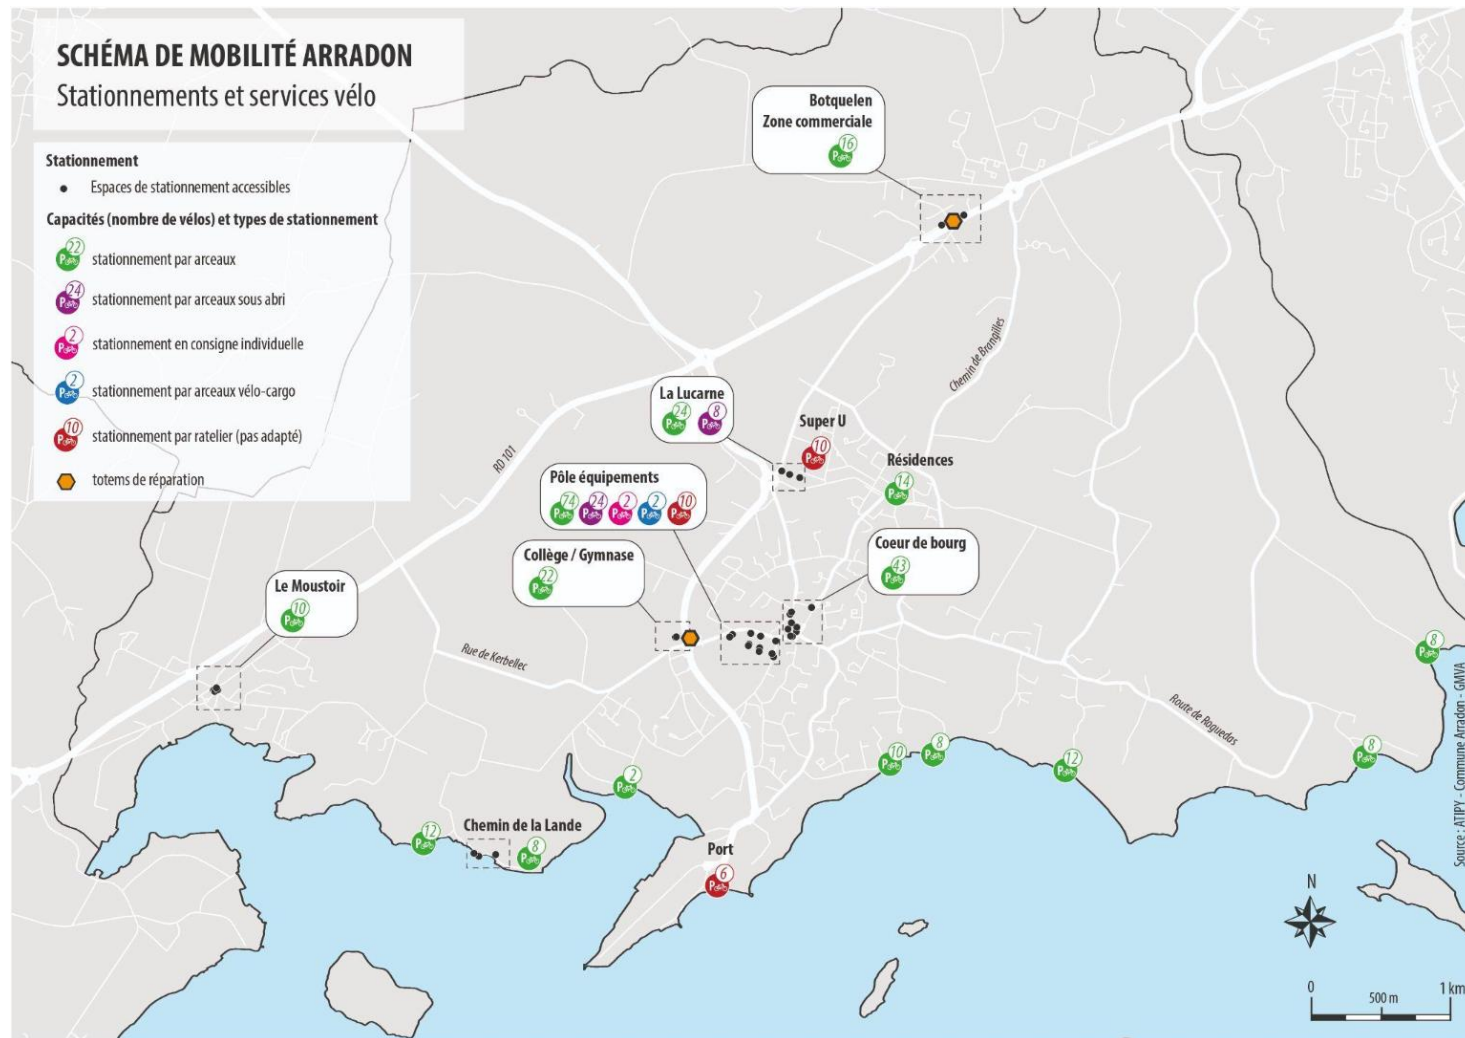 SCHÉMA DE MOBILITÉ ARRADON
Stationnements et services vélo
Stationnement
Espaces de stationnement accessibles
Capacités (nombre de vélos) et types de stationnement
22
P
stationnement par arceaux
24
P
stationnement par arceaux sous abri
2
P
stationnement en consigne individuelle
2
P
stationnement par arceaux vélo-cargo
10
P
stationnement par ratelier (pas adapté)
totems de réparation
Botquelen
Zone commerciale
16
P
Chemin de Brangilles
RD 101
La Lucarne
24
P
8
P
Super U
10
P
Résidences
14
P
Pôle équipements
74
P
24
P
2
P
2
P
10
P
Collège / Gymnase
22
P
Coeur de bourg
43
P
Le Moustoir
10
P
Rue de Kerbellec
Route de Roguedas
8
P
10
P
8
P
12
P
8
P
2
P
12
P
Chemin de la Lande
8
P
Port
6
P
N
0
500 m
1 km
Source : ATIPY - Commune Arradon - GMVA